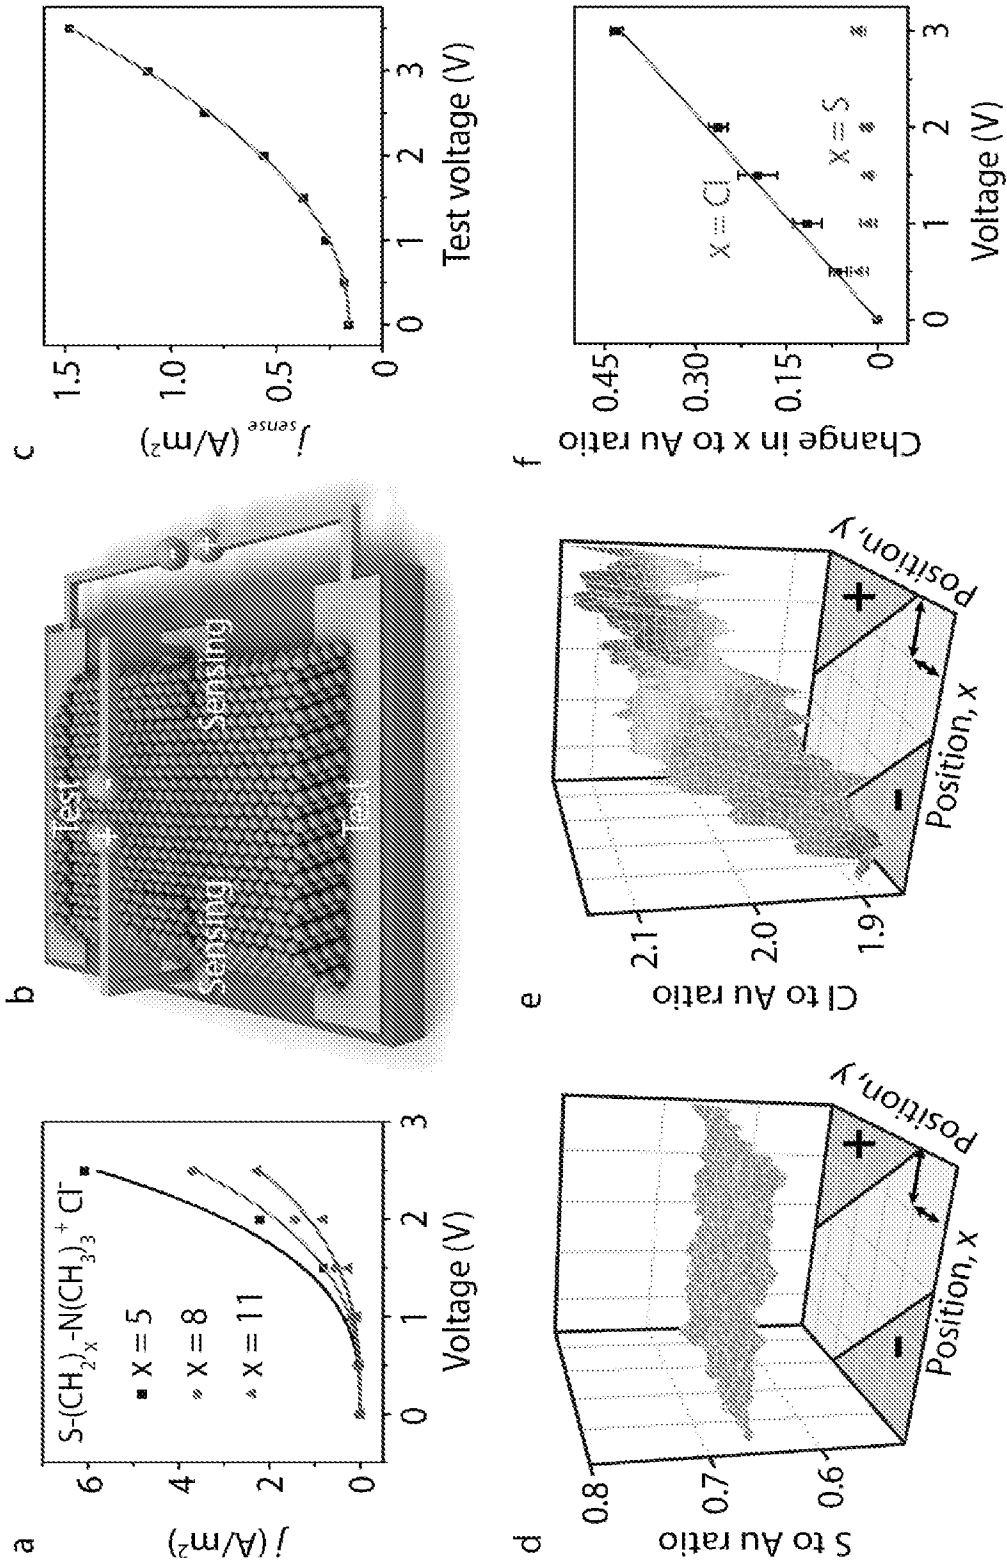 a
S-(CH2)X-N(CH3)3+ Cl-
X = 5
X = 8
X = 11
j (A/m2)
6
4
2
0
0
1
2
3
Voltage (V)
b
Test
Sensing
Sensing
Test
+
-
-
+
c
jsense (A/m2)
1.5
1.0
0.5
0
0
1
2
3
Test voltage (V)
d
S to Au ratio
0.8
0.7
0.6
-
+
Position, x
Position, y
e
Cl to Au ratio
2.1
2.0
1.9
-
+
Position, x
Position, y
f
Change in x to Au ratio
0.45
0.30
0.15
0
x = Cl
x = S
0
1
2
3
Voltage (V)